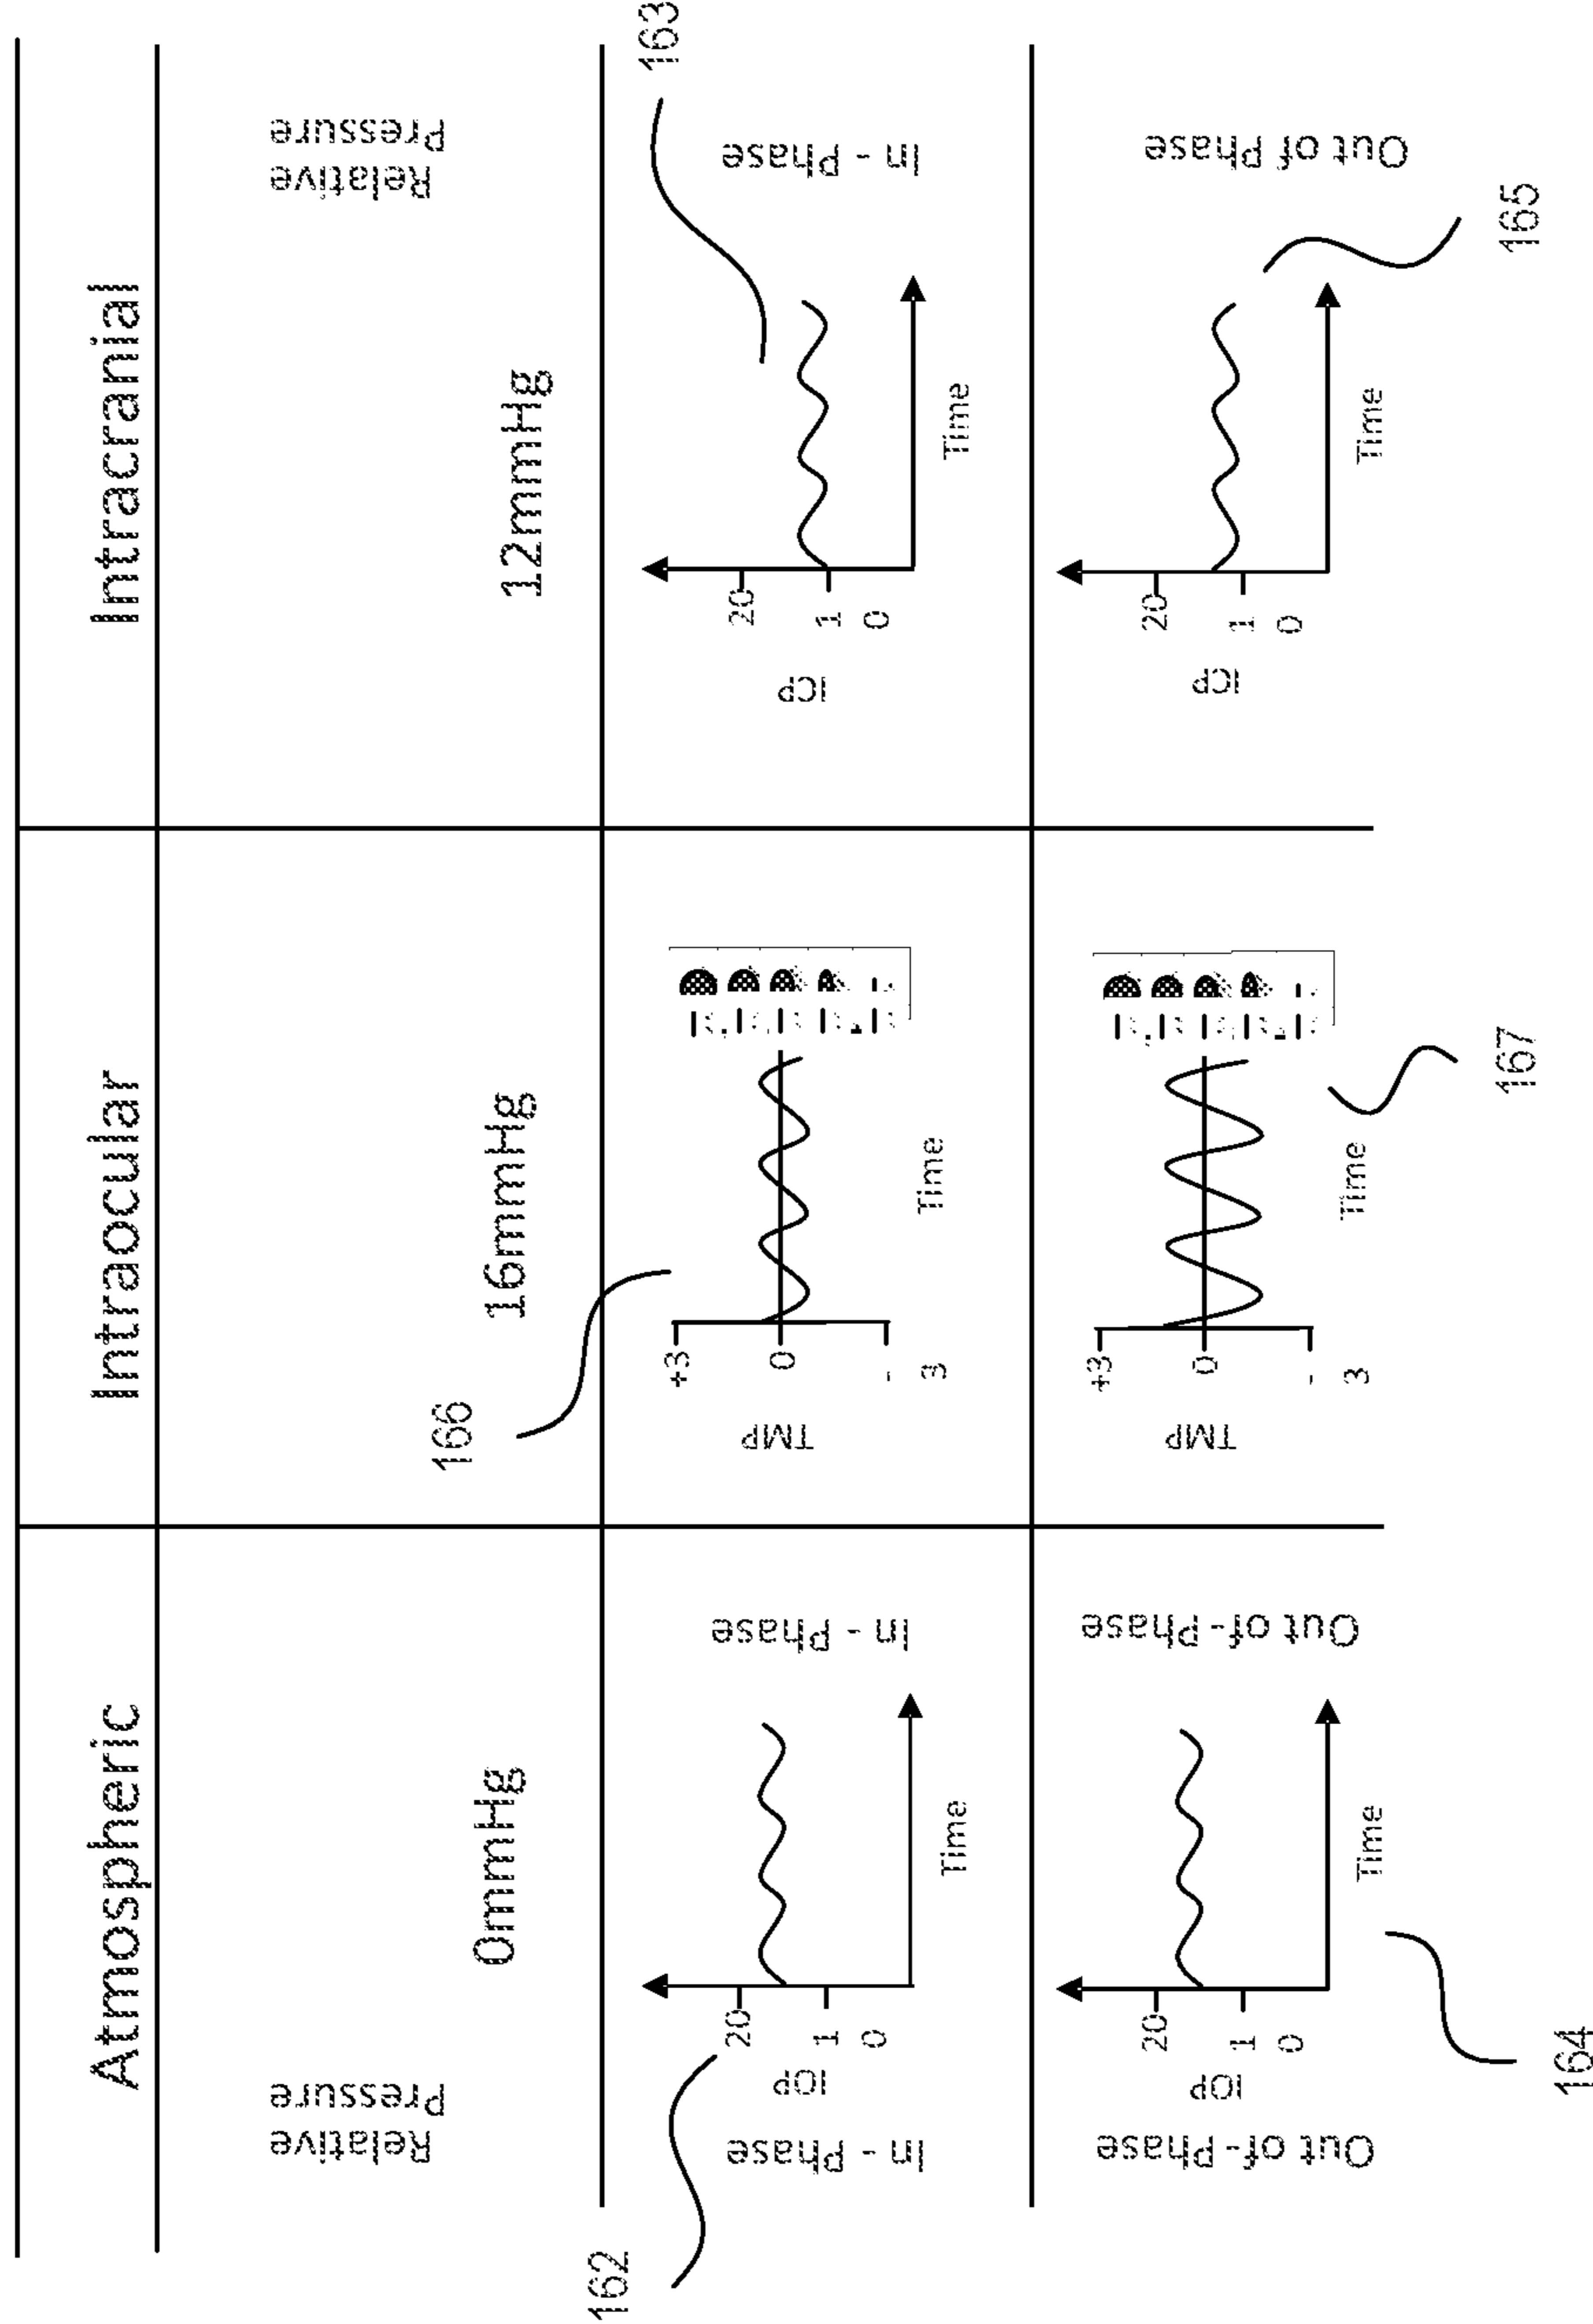 Atmospheric
Intraocular
Intracranial
Relative
Pressure
0mmHg
16mmHg
12mmHg
Relative
Pressure
162
In - Phase
IOP
20
1
0
Time
In - Phase
166
TMP
+3
0
-
3
Time
ICP
20
1
0
Time
In - Phase
163
Out of- Phase
IOP
20
1
0
Time
Out of- Phase
164
TMP
+3
0
-
3
Time
167
ICP
20
1
0
Time
Out of Phase
165